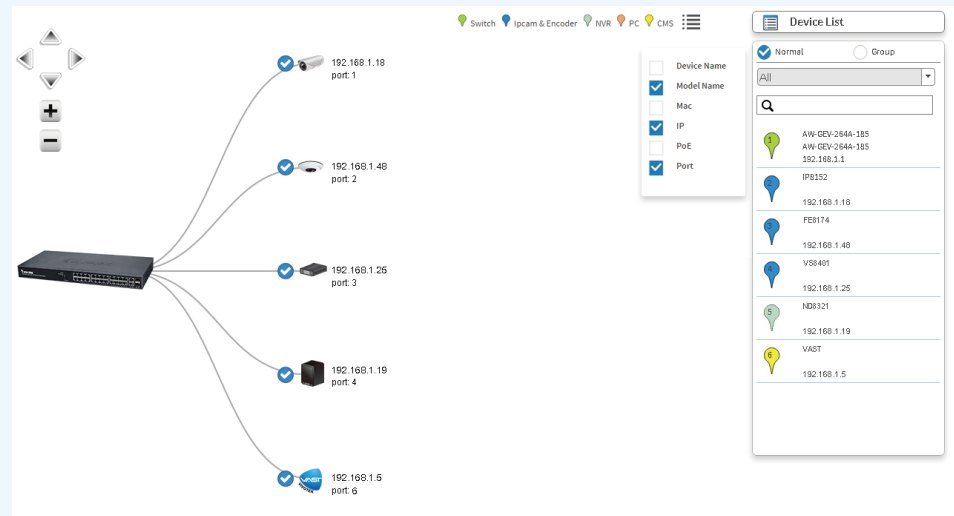 Switch Ipcam & Encoder NVR PC CMS
Device List
192.168.1.18
port: 1
192.168.1.48
port: 2
192.168.1.25
port: 3
192.168.1.19
port: 4
VAST
192.168.1.5
port: 6
Device Name
Model Name
Mac
IP
PoE
Port
Normal Group
All
1
AW-GEV-264A-185
AW-GEV-264A-185
192.168.1.1
2
IP8152
192.168.1.18
3
FE8174
192.168.1.48
4
VS8401
192.168.1.25
5
ND8321
192.168.1.19
6
VAST
192.168.1.5